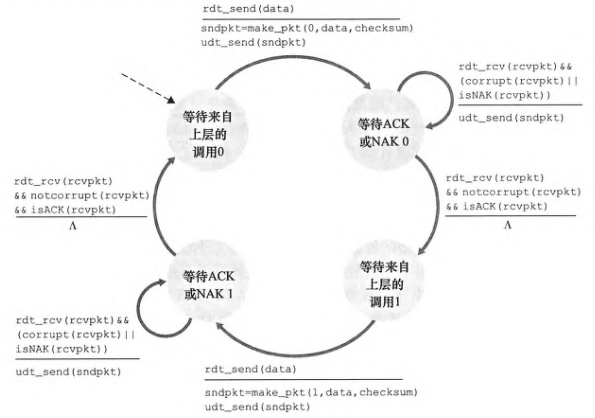 rdt_send(data)
sndpkt=make_pkt(0,data,checksum)
udt_send(sndpkt)
rdt_rcv(rcvpkt)&&
(corrupt(rcvpkt)||
isNAK(rcvpkt))
udt_send(sndpkt)
等待来自
上层的
调用0
等待ACK
或NAK 0
rdt_rcv(rcvpkt)
&& notcorrupt(rcvpkt)
&& isACK(rcvpkt)
Λ
rdt_rcv(rcvpkt)
&& notcorrupt(rcvpkt)
&& isACK(rcvpkt)
Λ
等待ACK
或NAK 1
等待来自
上层的
调用1
rdt_rcv(rcvpkt)&&
(corrupt(rcvpkt)||
isNAK(rcvpkt))
udt_send(sndpkt)
rdt_send(data)
sndpkt=make_pkt(1,data,checksum)
udt_send(sndpkt)